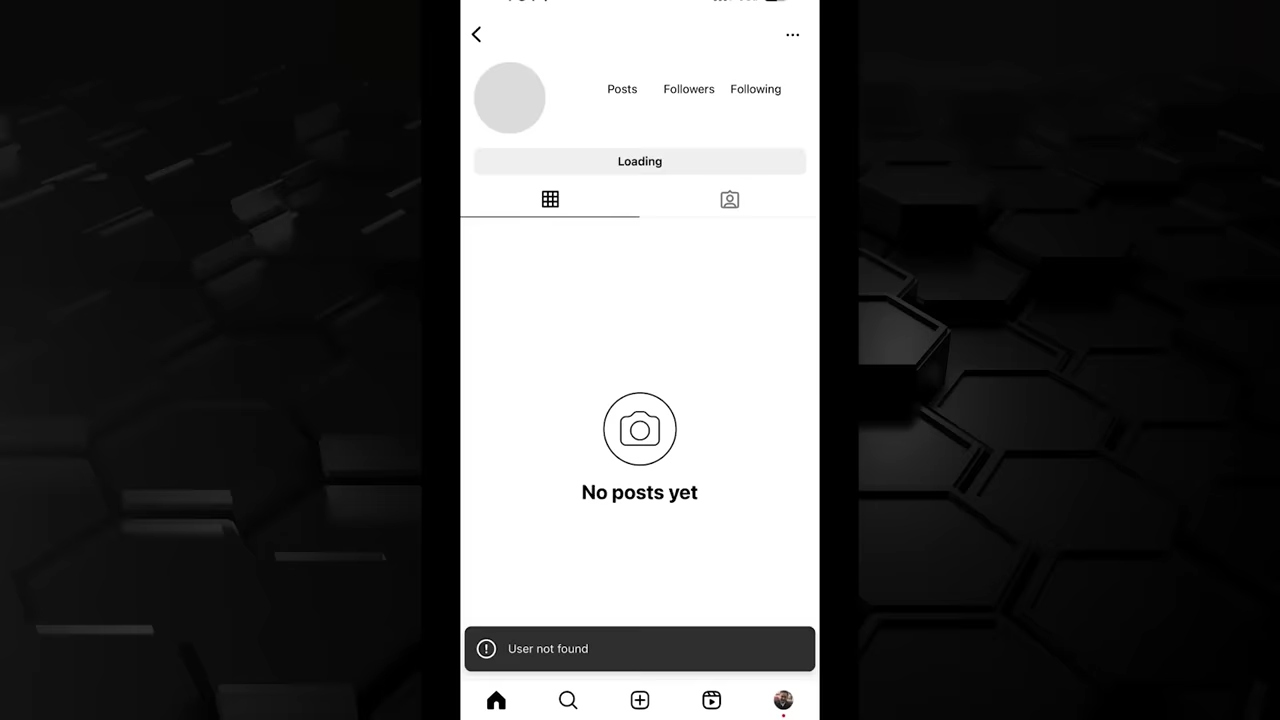 Posts Followers Following
Loading
No posts yet
User not found